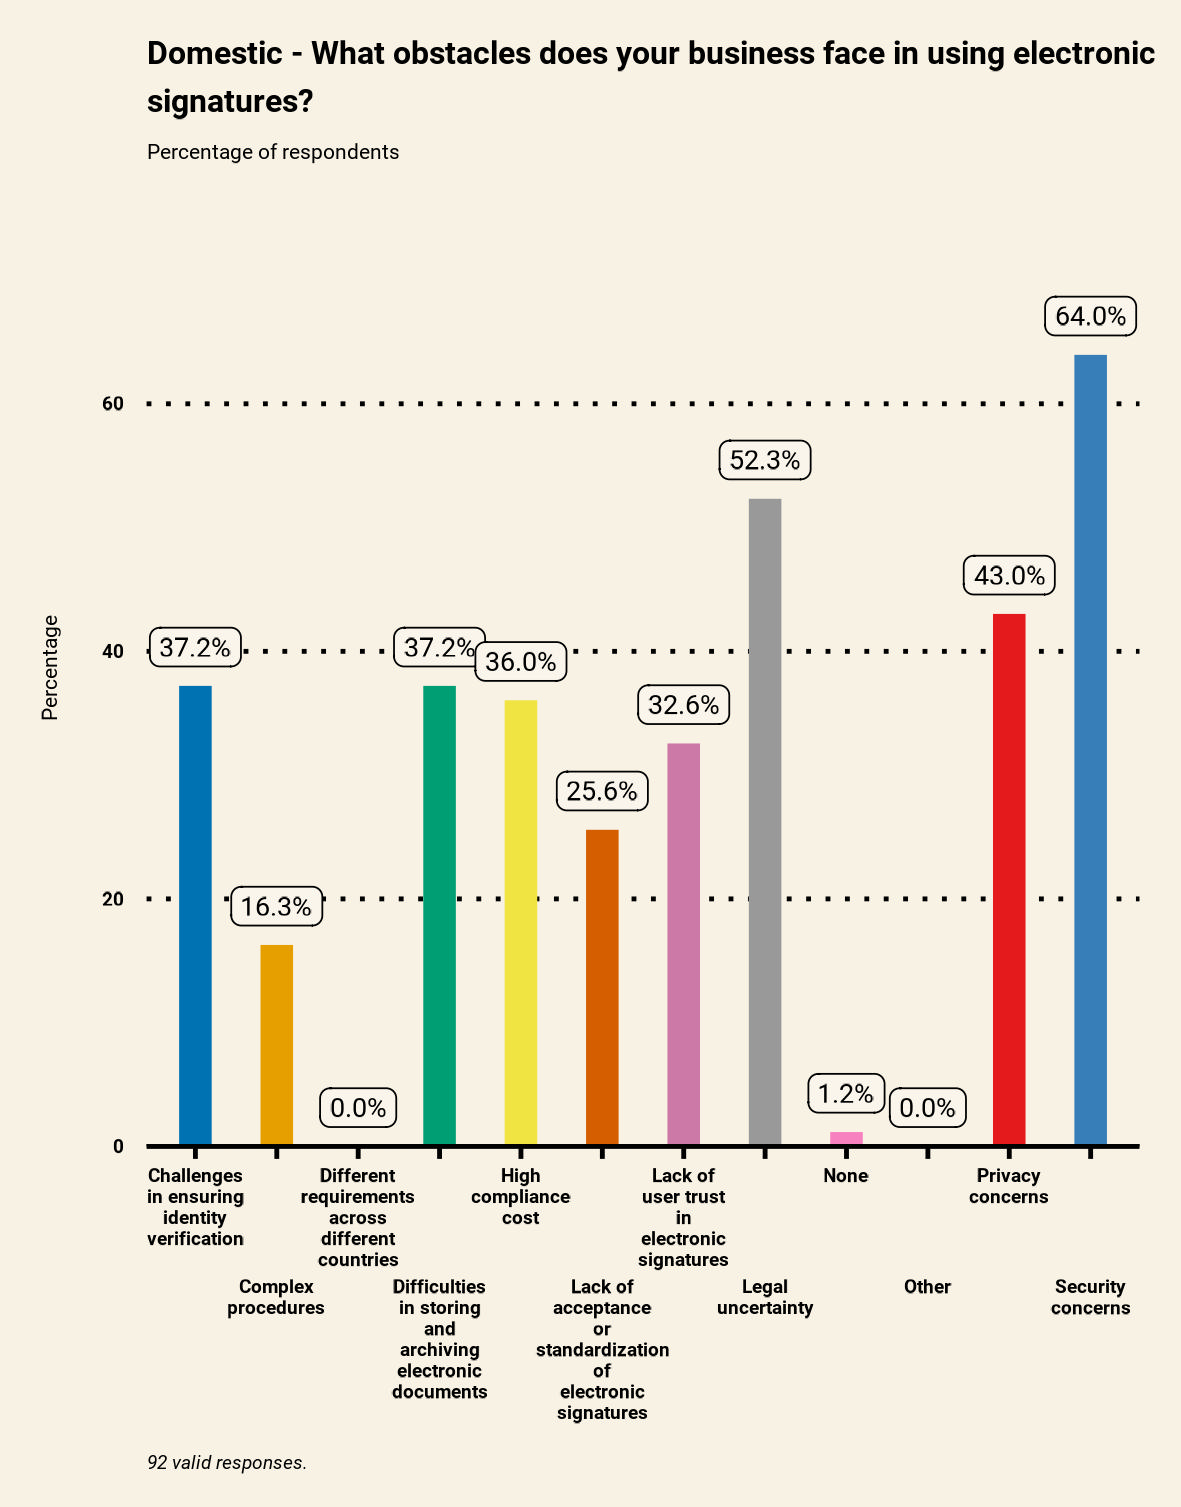 Domestic - What obstacles does your business face in using electronic
signatures?
Percentage of respondents
64.0%
60
52.3%
43.0%
37.2%
37.2%
40
36.0%
32.6%
Percentage
25.6%
20
16.3%
1.2%
0.0%
0.0%
0
Challenges
in ensuring
identity
verification
Complex
procedures
Different
requirements
across
different
countries
Difficulties
in storing
and
archiving
electronic
documents
High
compliance
cost
Lack of
acceptance
or
standardization
of
electronic
signatures
Lack of
user trust
in
electronic
signatures
Legal
uncertainty
None
Other
Privacy
concerns
Security
concerns
92 valid responses.